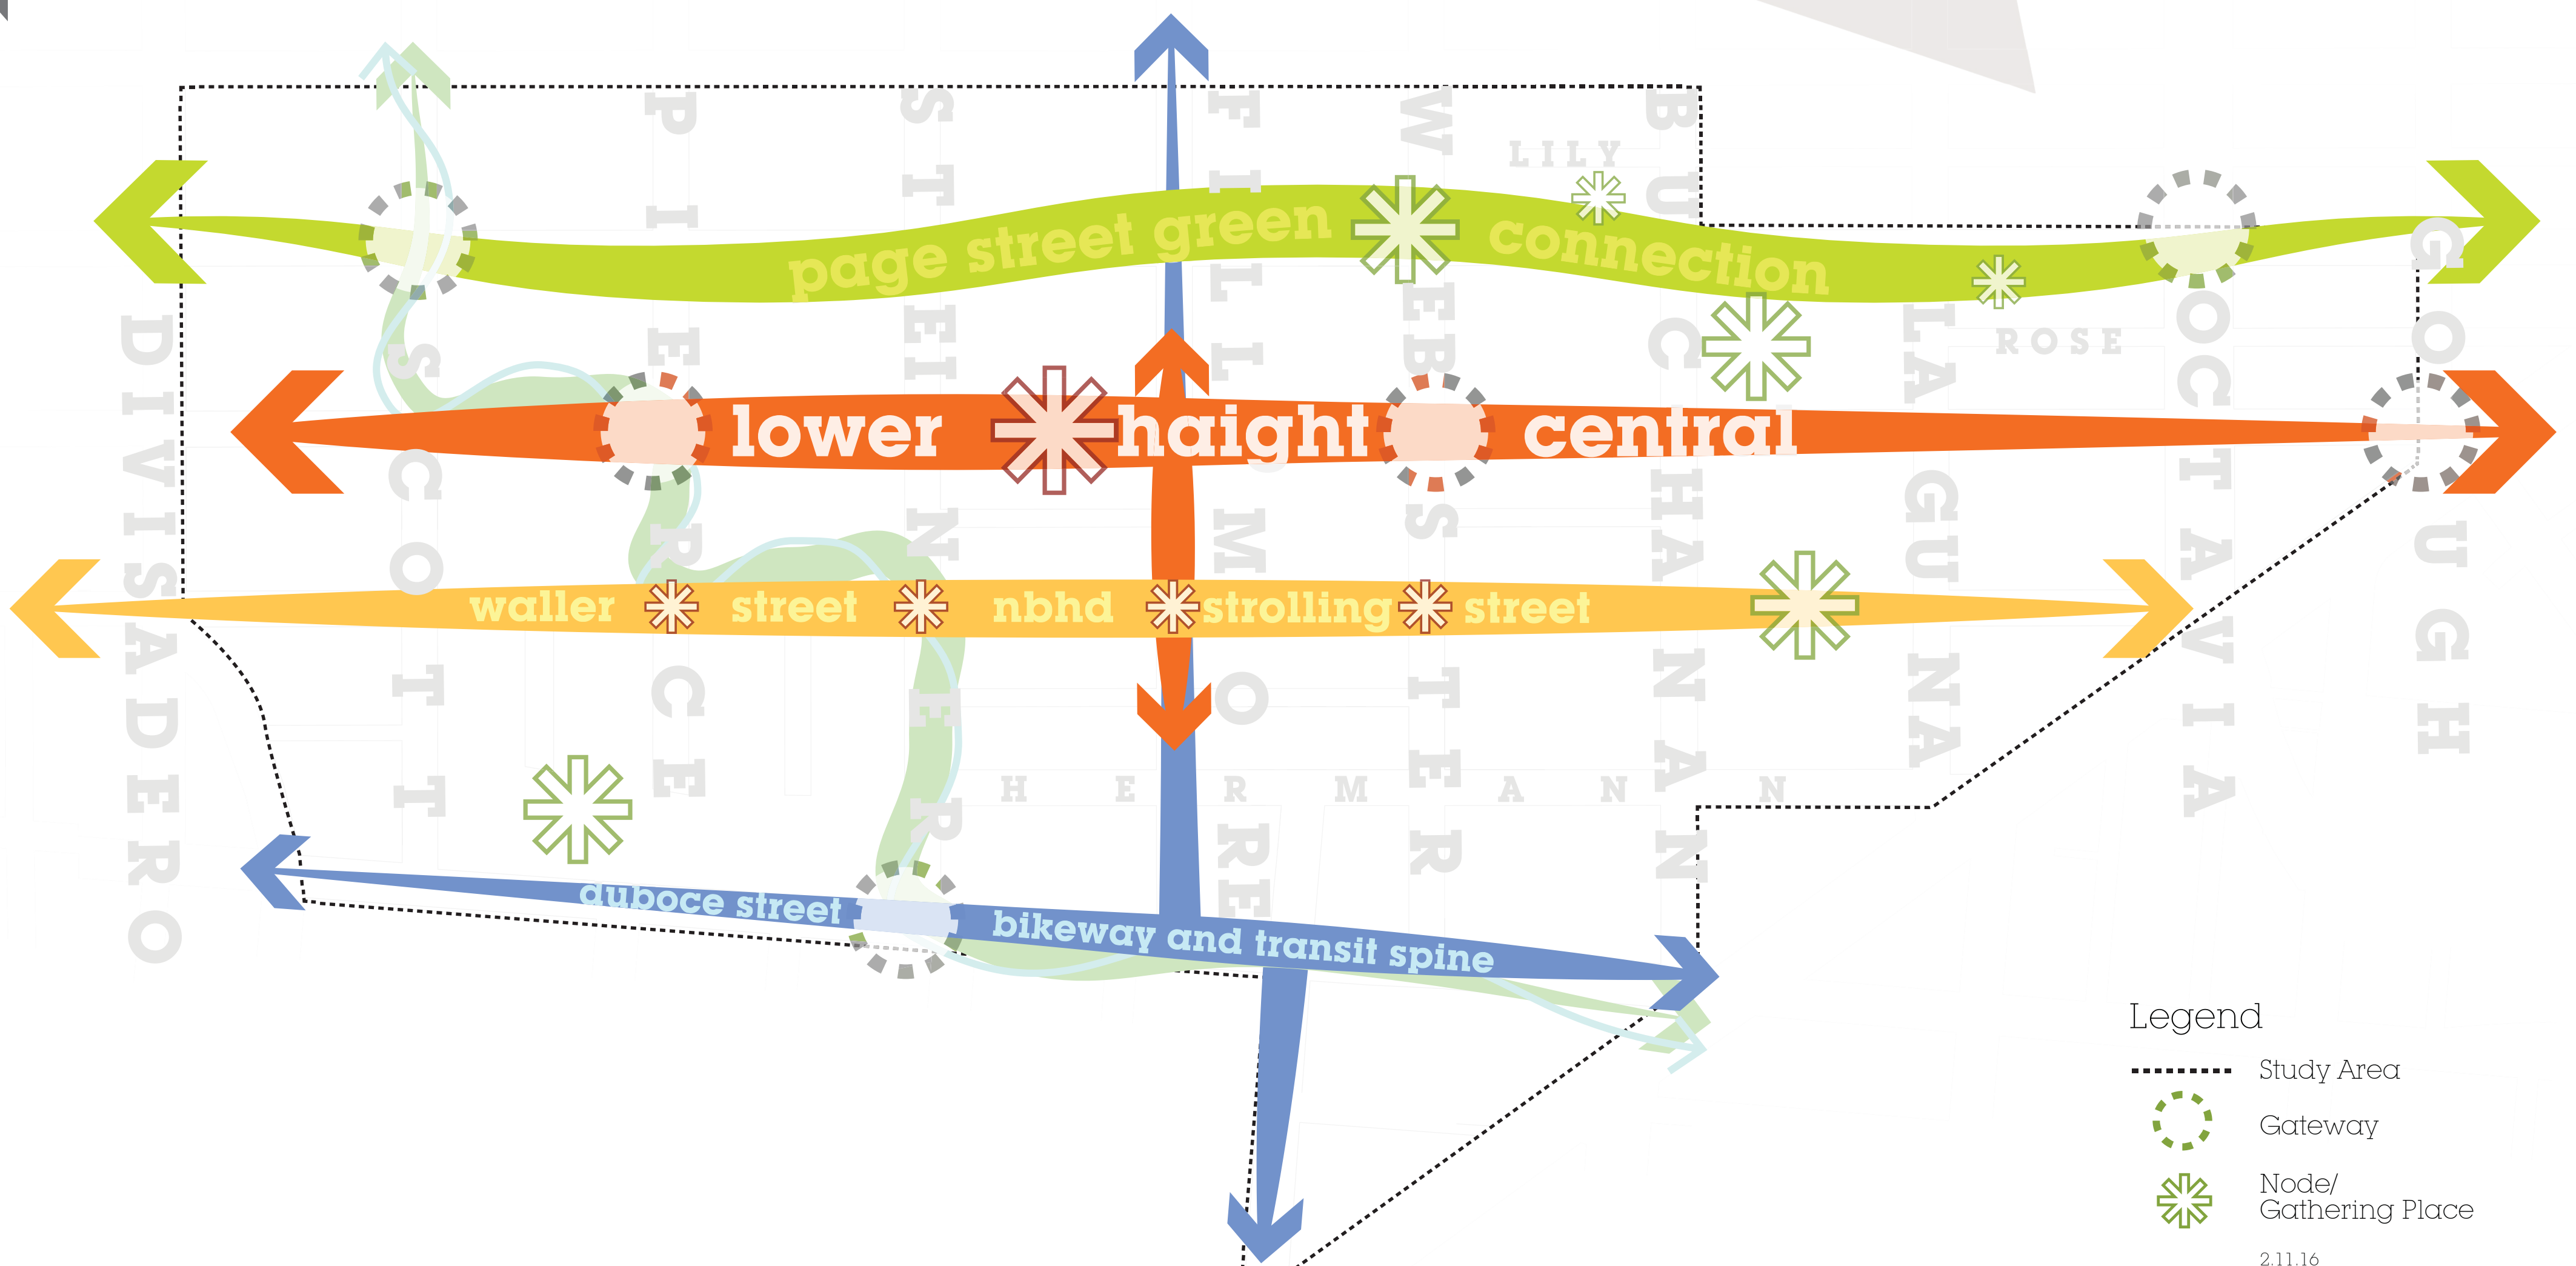 DIVISADERO
SCOTT
PIERCE
STEINER
FILLMORE
WEBSTER
BUCHANAN
LAGUNA
OCTAVIA
GOUGH
LILY
ROSE
HERMANN
page street green connection
lower haight central
waller street nbhd strolling street
duboce street bikeway and transit spine
Legend
Study Area
Gateway
Node/
Gathering Place
2.11.16